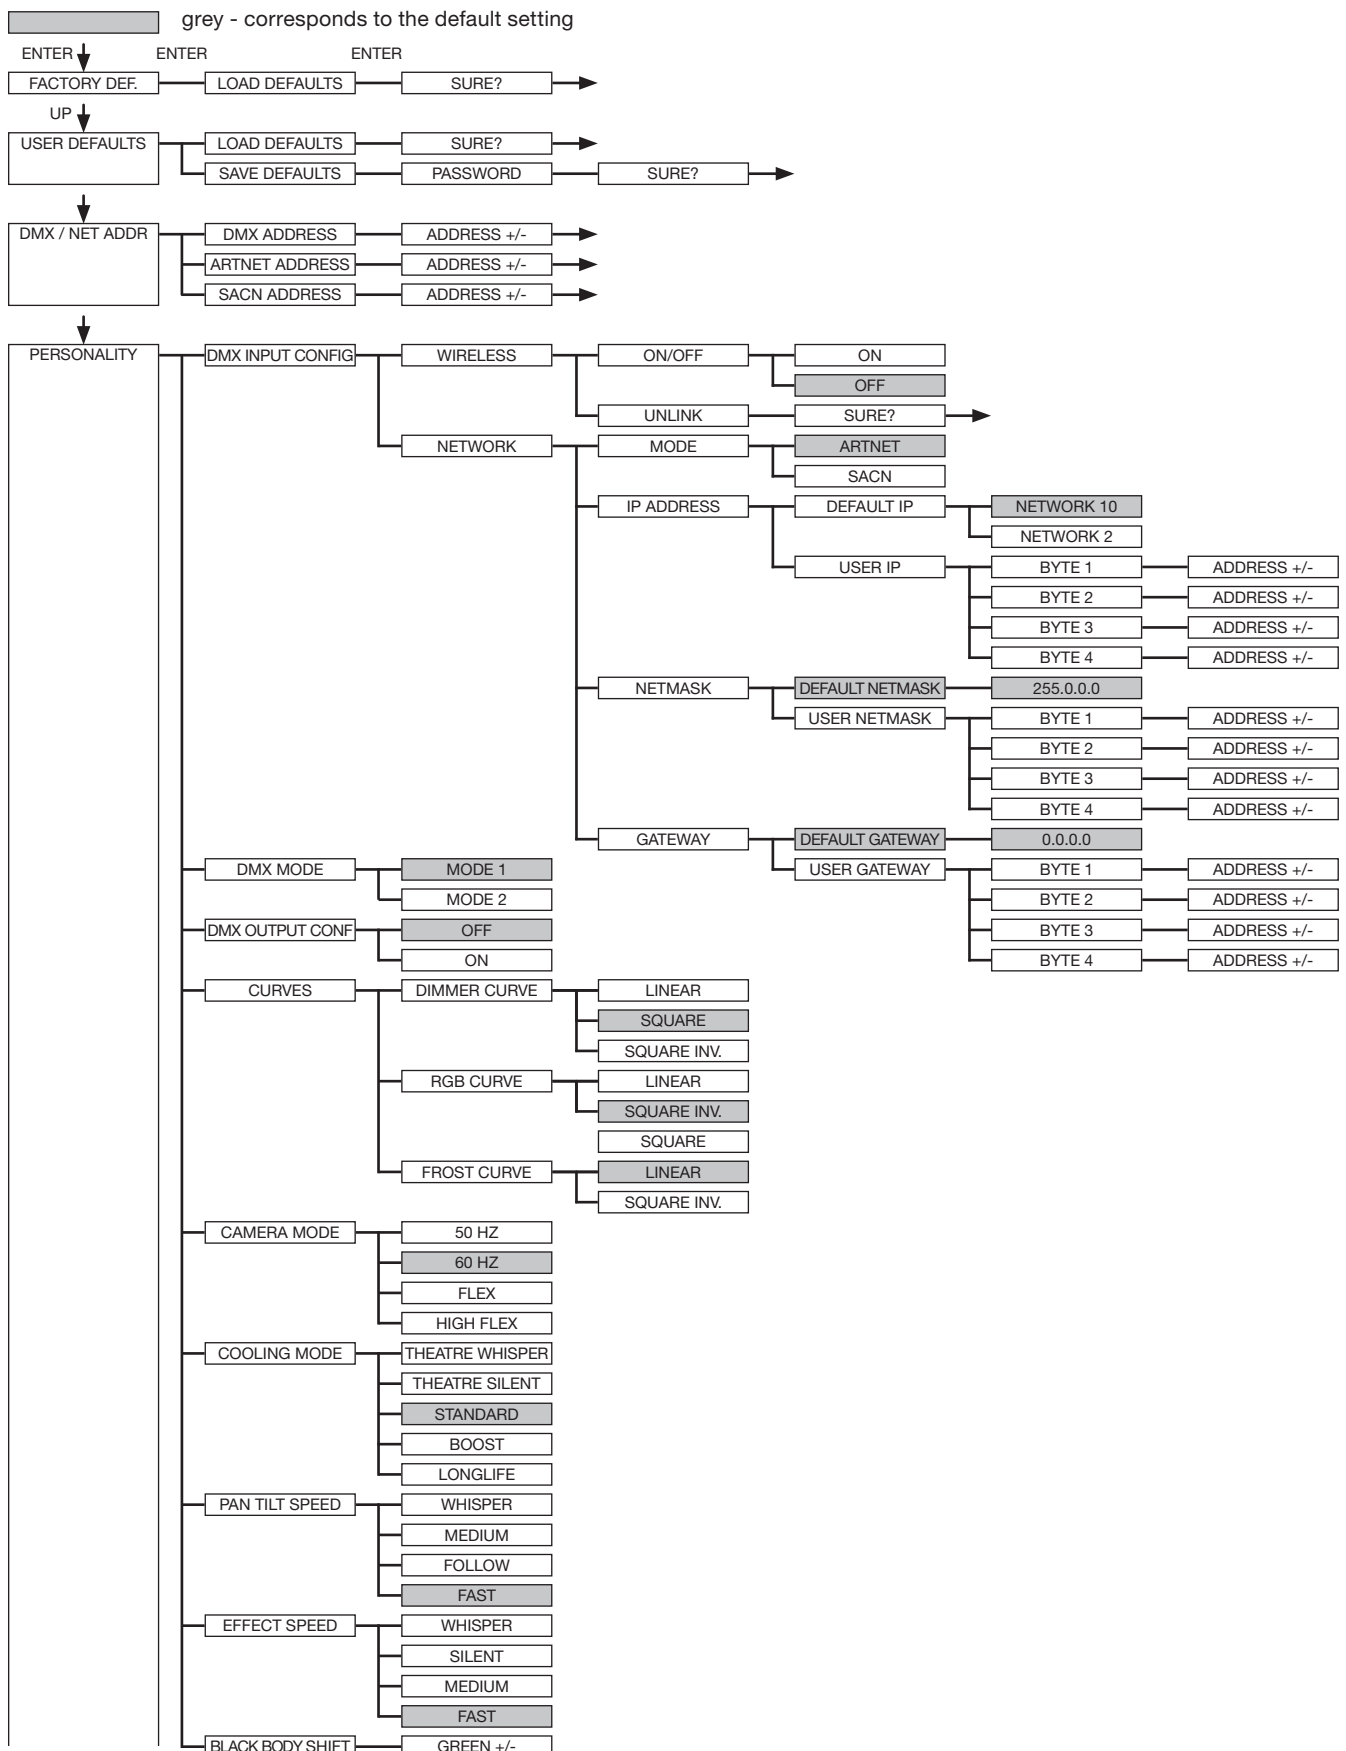 grey - corresponds to the default setting
ENTER ENTER ENTER
FACTORY DEF. LOAD DEFAULTS SURE?
UP
USER DEFAULTS LOAD DEFAULTS SURE?
SAVE DEFAULTS PASSWORD SURE?
DMX / NET ADDR DMX ADDRESS ADDRESS +/-
ARTNET ADDRESS ADDRESS +/-
SACN ADDRESS ADDRESS +/-
PERSONALITY DMX INPUT CONFIG WIRELESS ON/OFF ON
OFF
UNLINK SURE?
NETWORK MODE ARTNET
SACN
IP ADDRESS DEFAULT IP NETWORK 10
NETWORK 2
USER IP BYTE 1 ADDRESS +/-
BYTE 2 ADDRESS +/-
BYTE 3 ADDRESS +/-
BYTE 4 ADDRESS +/-
NETMASK DEFAULT NETMASK 255.0.0.0
USER NETMASK BYTE 1 ADDRESS +/-
BYTE 2 ADDRESS +/-
BYTE 3 ADDRESS +/-
BYTE 4 ADDRESS +/-
GATEWAY DEFAULT GATEWAY 0.0.0.0
DMX MODE MODE 1 USER GATEWAY BYTE 1 ADDRESS +/-
MODE 2 BYTE 2 ADDRESS +/-
DMX OUTPUT CONF OFF BYTE 3 ADDRESS +/-
ON BYTE 4 ADDRESS +/-
CURVES DIMMER CURVE LINEAR
SQUARE
SQUARE INV.
RGB CURVE LINEAR
SQUARE INV.
SQUARE
FROST CURVE LINEAR
SQUARE INV.
CAMERA MODE 50 HZ
60 HZ
FLEX
HIGH FLEX
COOLING MODE THEATRE WHISPER
THEATRE SILENT
STANDARD
BOOST
LONGLIFE
PAN TILT SPEED WHISPER
MEDIUM
FOLLOW
FAST
EFFECT SPEED WHISPER
SILENT
MEDIUM
FAST
BLACK BODY SHIFT GREEN +/-